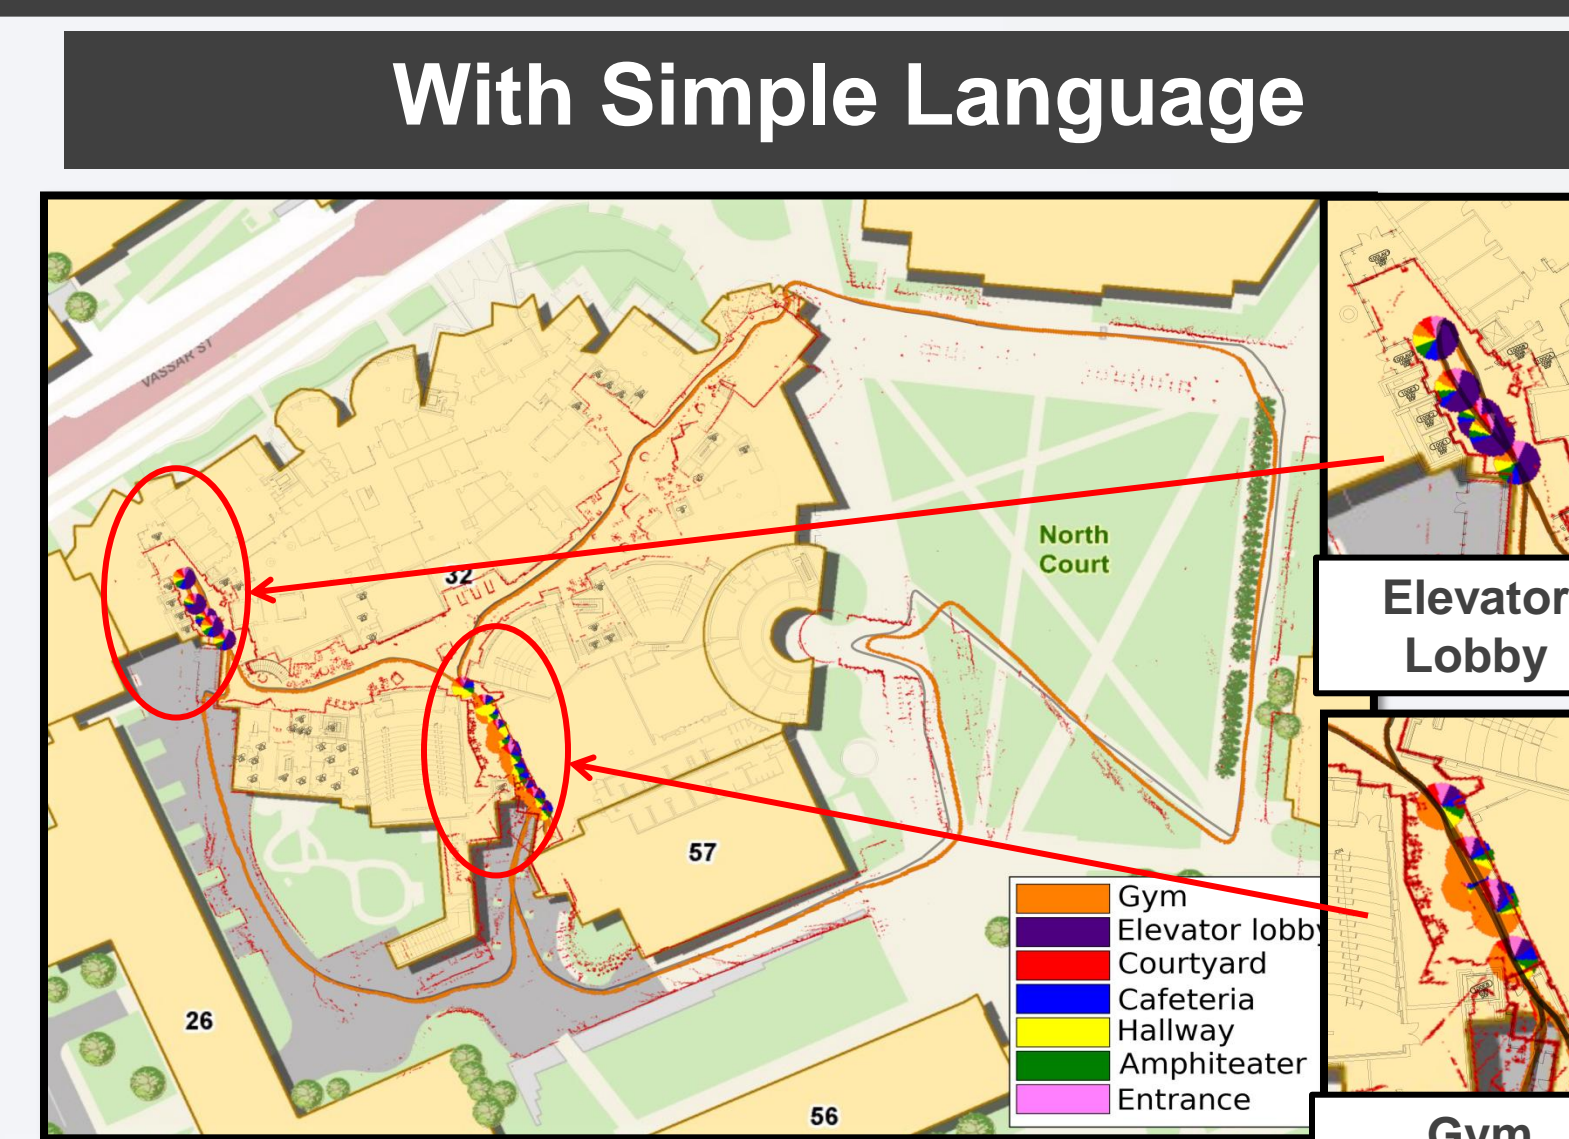 With Simple Language
VASSAR ST
32
North
Court
57
26
56
Elevator
Lobby
Gym
Elevator lobby
Courtyard
Cafeteria
Hallway
Amphiteater
Entrance
Gym